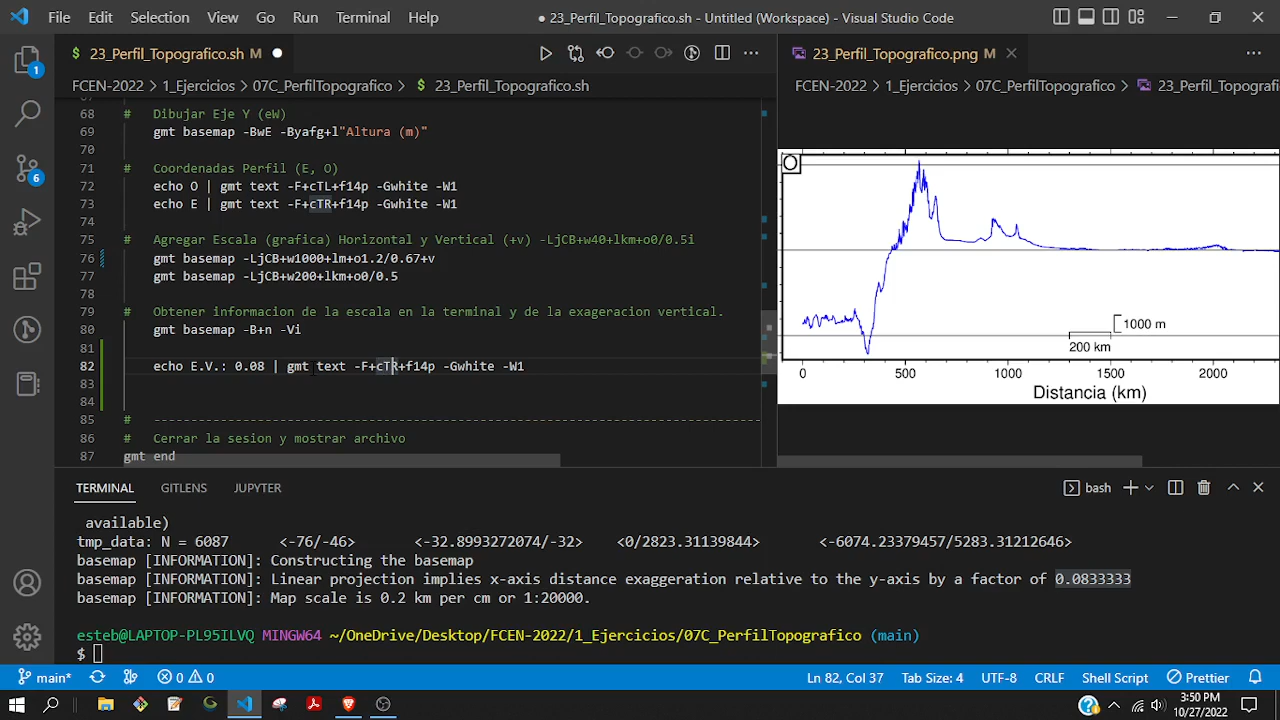 File Edit Selection View Go Run Terminal Help
● 23_Perfil_Topografico.sh - Untitled (Workspace) - Visual Studio Code
$ 23_Perfil_Topografico.sh M ●
23_Perfil_Topografico.png M
FCEN-2022 > 1_Ejercicios > 07C_PerfilTopografico > $ 23_Perfil_Topografico.sh
FCEN-2022 > 1_Ejercicios > 07C_PerfilTopografico > 23_Perfil_Topografi
68 # Dibujar Eje Y (eW)
69 gmt basemap -BwE -Byafg+l"Altura (m)"
70
71 # Coordenadas Perfil (E, O)
72 echo O | gmt text -F+cTL+f14p -Gwhite -W1
73 echo E | gmt text -F+cTR+f14p -Gwhite -W1
74
75 # Agregar Escala (grafica) Horizontal y Vertical (+v) -LjCB+w40+lkm+o0/0.5i
76 gmt basemap -LjCB+w1000+lm+o1.2/0.67+v
77 gmt basemap -LjCB+w200+lkm+o0/0.5
78
79 # Obtener informacion de la escala en la terminal y de la exageracion vertical.
80 gmt basemap -B+n -Vi
81
82 echo E.V.: 0.08 | gmt text -F+cTR+f14p -Gwhite -W1
83
84
85 # ----------------------------------------------------------------------------------
86 # Cerrar la sesion y mostrar archivo
87 gmt end
O
1000 m
200 km
0 500 1000 1500 2000
Distancia (km)
TERMINAL GITLENS JUPYTER
bash
available)
tmp_data: N = 6087 <-76/-46> <-32.8993272074/-32> <0/2823.31139844> <-6074.23379457/5283.31212646>
basemap [INFORMATION]: Constructing the basemap
basemap [INFORMATION]: Linear projection implies x-axis distance exaggeration relative to the y-axis by a factor of 0.0833333
basemap [INFORMATION]: Map scale is 0.2 km per cm or 1:20000.
esteb@LAPTOP-PL95ILVQ MINGW64 ~/OneDrive/Desktop/FCEN-2022/1_Ejercicios/07C_PerfilTopografico (main)
$
1
6
main* 0 0
Ln 82, Col 37 Tab Size: 4 UTF-8 CRLF Shell Script Prettier
3:50 PM
10/27/2022